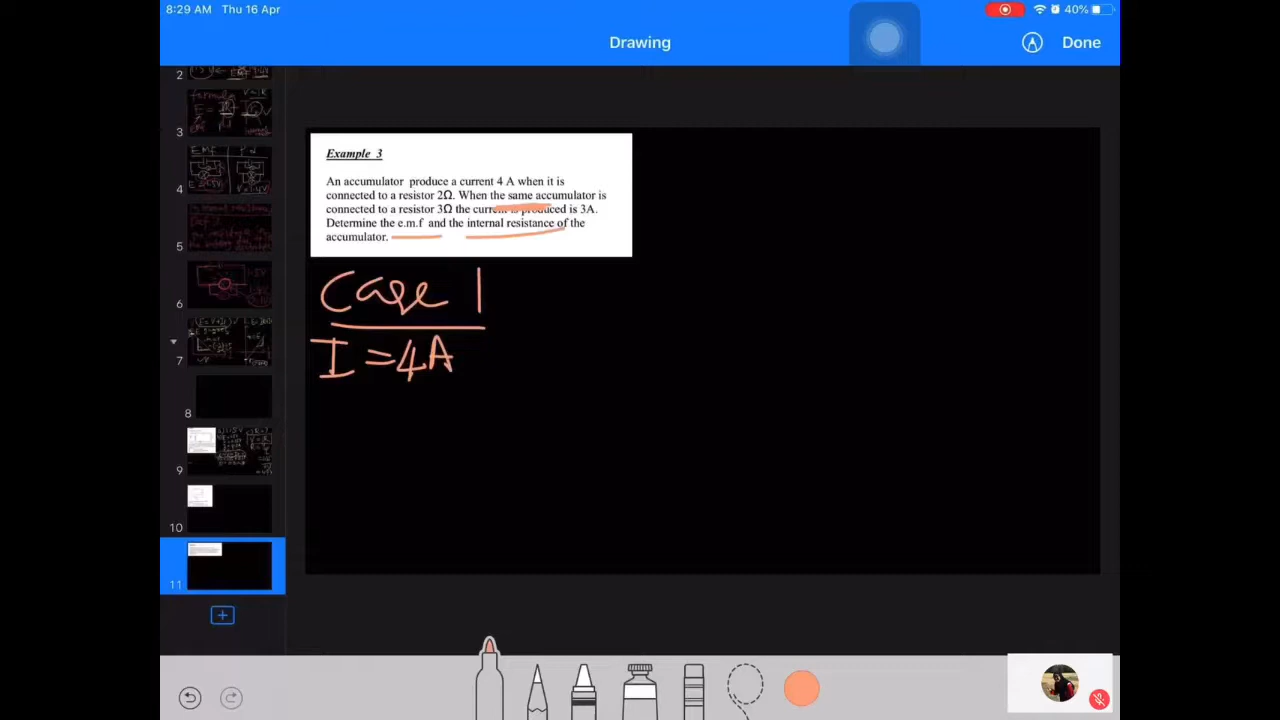 8:29 AM Thu 16 Apr
40%
Drawing
Done
2
3
4
5
6
7
8
9
10
11
Example 3
An accumulator produce a current 4 A when it is
connected to a resistor 2Ω. When the same accumulator is
connected to a resistor 3Ω the current is produced is 3A.
Determine the e.m.f and the internal resistance of the
accumulator.
Case 1
I = 4A